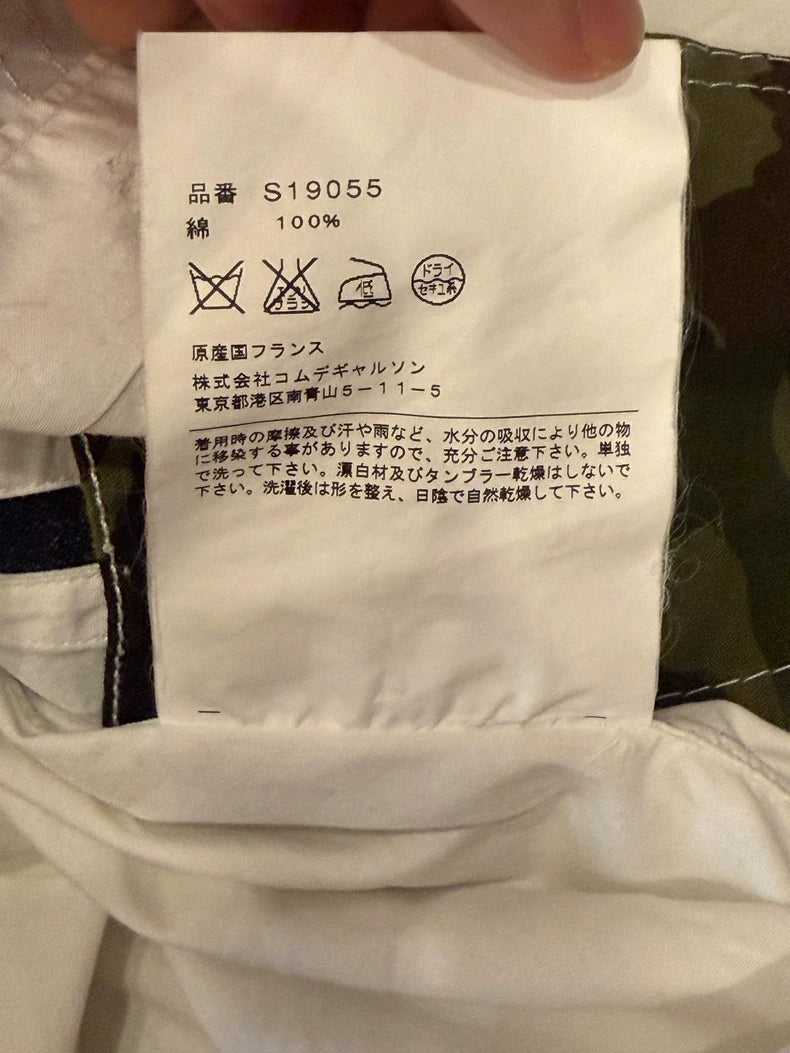 品番 S19055
綿 100%
エンソ サラシ 低 ドライ セキユ系
原産国フランス
株式会社コムデギャルソン
東京都港区南青山5-11-5
着用時の摩擦及び汗や雨など、水分の吸収により他の物
に移染する事がありますので、充分ご注意下さい。単独
で洗って下さい。漂白材及びタンブラー乾燥はしないで
下さい。洗濯後は形を整え、日陰で自然乾燥して下さい。